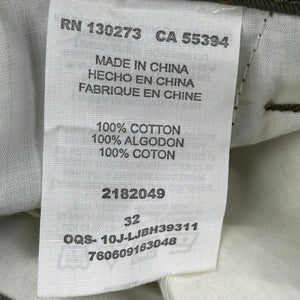 RN 130273 CA 55394
MADE IN CHINA
HECHO EN CHINA
FABRIQUE EN CHINE
100% COTTON
100% ALGODON
100% COTON
2182049
32
OQS- 10J-LJBH39311
760609163048